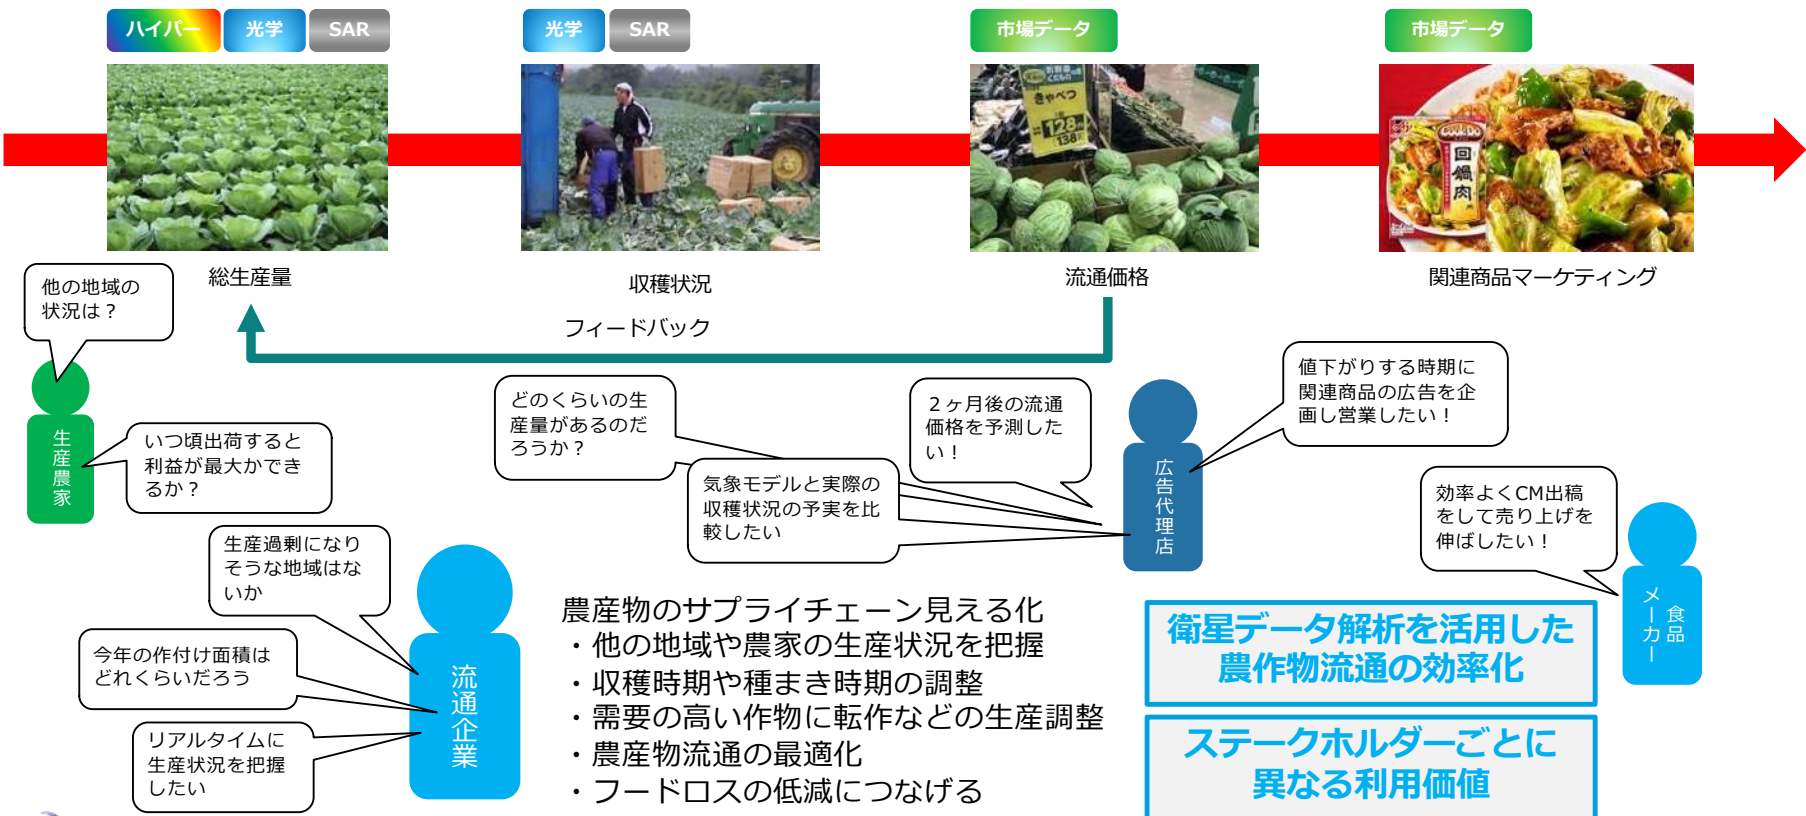 ハイパー
光学
SAR
光学
SAR
市場データ
市場データ
きゃべつ
128
138
CookDo
回鍋肉
総生産量
収穫状況
流通価格
関連商品マーケティング
フィードバック
他の地域の
状況は？
生産農家
いつ頃出荷すると
利益が最大かでき
るか？
どのくらいの生
産量があるのだ
ろうか？
２ヶ月後の流通
価格を予測した
い！
気象モデルと実際の
収穫状況の予実を比
較したい
値下がりする時期に
関連商品の広告を企
画し営業したい！
広告代理店
効率よくCM出稿
をして売り上げを
伸ばしたい！
食品
メーカー
生産過剰になり
そうな地域はな
いか
今年の作付け面積は
どれくらいだろう
リアルタイムに
生産状況を把握
したい
流通企業
農産物のサプライチェーン見える化
・他の地域や農家の生産状況を把握
・収穫時期や種まき時期の調整
・需要の高い作物に転作などの生産調整
・農産物流通の最適化
・フードロスの低減につなげる
衛星データ解析を活用した
農作物流通の効率化
ステークホルダーごとに
異なる利用価値